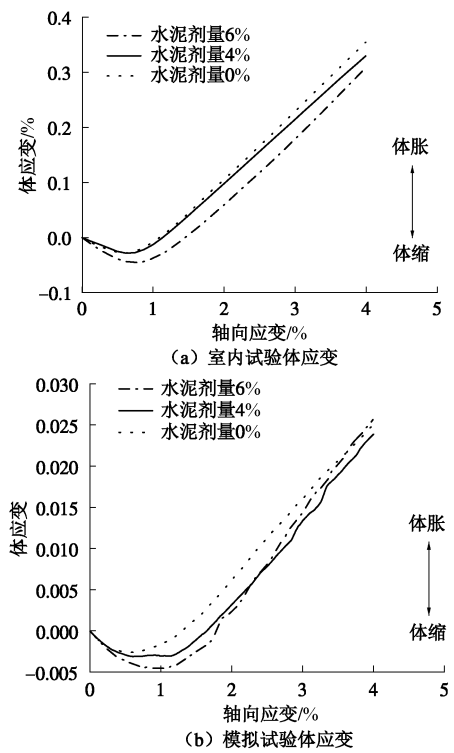 0.4
水泥剂量6%
水泥剂量4%
水泥剂量0%
0.3
0.2
体应变/%
0.1
0.0
−0.1
体胀
体缩
0 1 2 3 4 5
轴向应变/%
（a）室内试验体应变
0.030
水泥剂量6%
水泥剂量4%
水泥剂量0%
0.025
0.020
0.015
体应变
0.010
0.005
0.000
−0.005
体胀
体缩
0 1 2 3 4 5
轴向应变/%
（b）模拟试验体应变